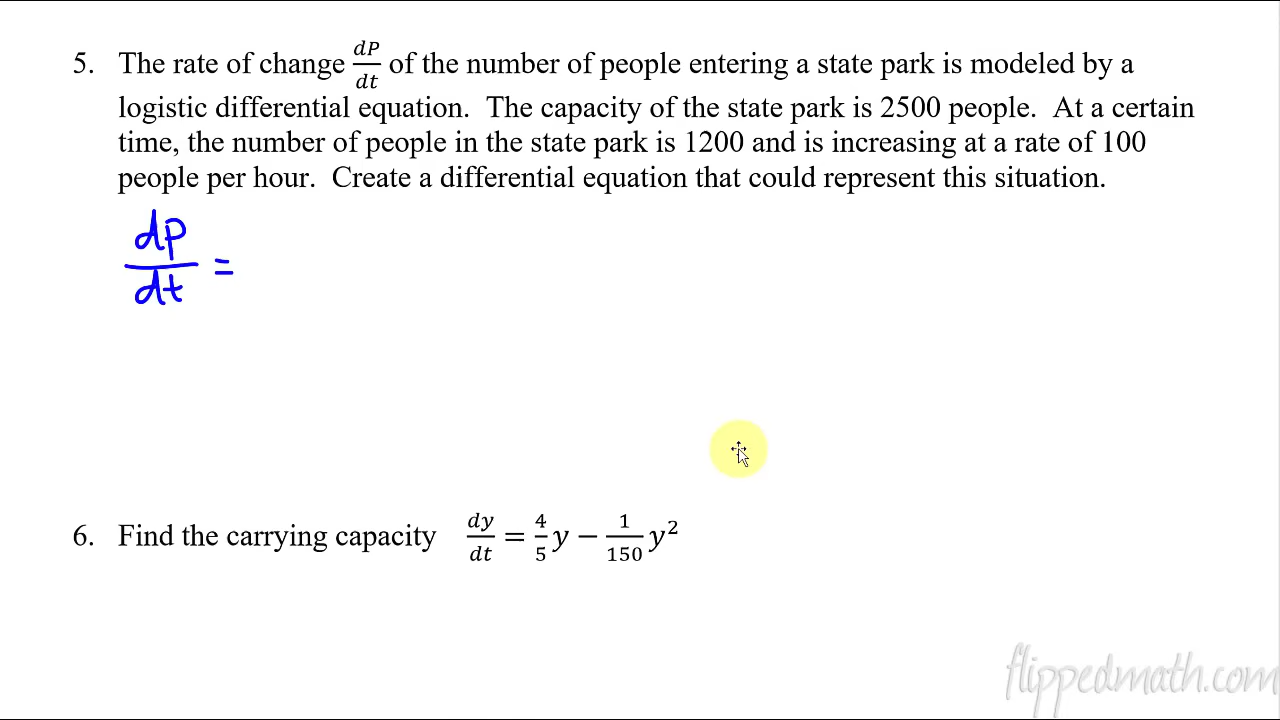 5. The rate of change dP/dt of the number of people entering a state park is modeled by a
logistic differential equation. The capacity of the state park is 2500 people. At a certain
time, the number of people in the state park is 1200 and is increasing at a rate of 100
people per hour. Create a differential equation that could represent this situation.
dP/dt =
6. Find the carrying capacity dy/dt = 4/5 y − 1/150 y²
flippedmath.com